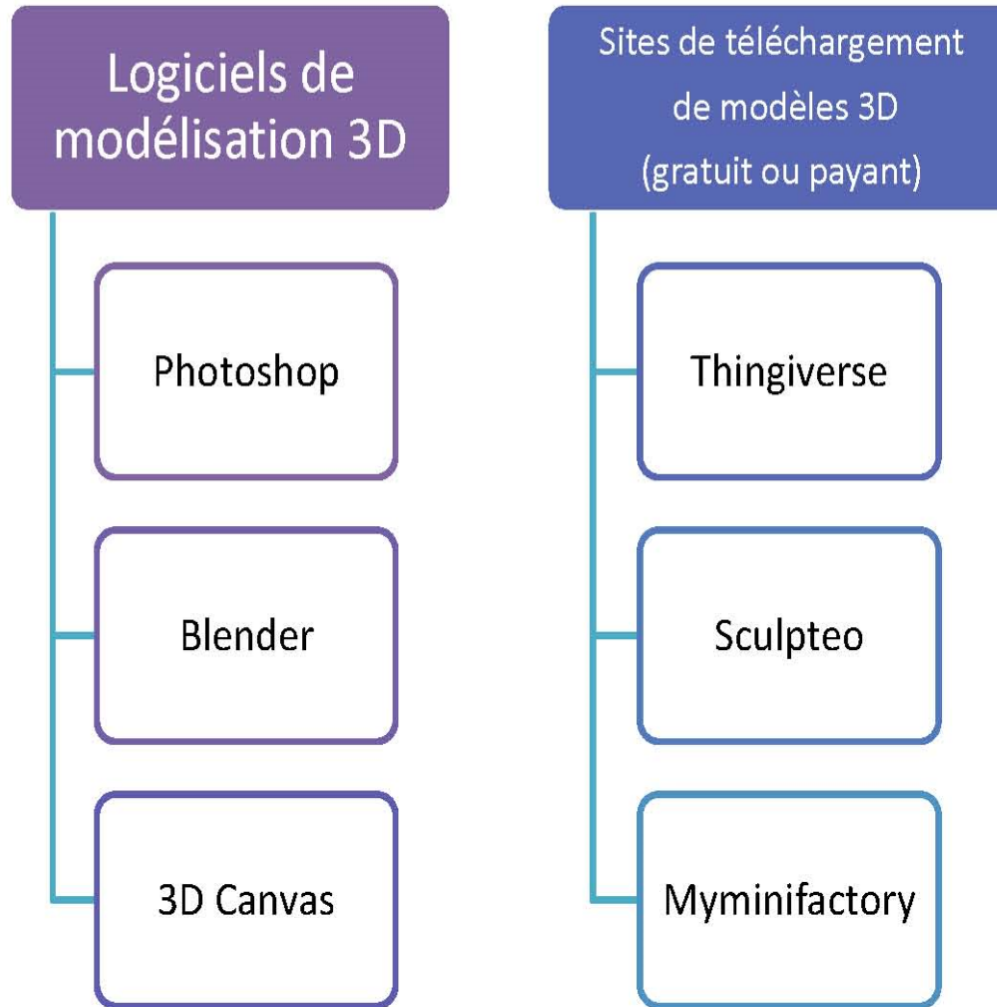 Logiciels de
modélisation 3D
Photoshop
Blender
3D Canvas
Sites de téléchargement
de modèles 3D
(gratuit ou payant)
Thingiverse
Sculpteo
Myminifactory